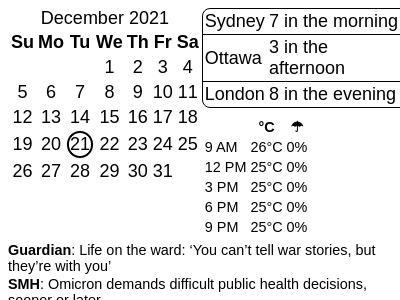 December 2021
Su Mo Tu We Th Fr Sa
1 2 3 4
5 6 7 8 9 10 11
12 13 14 15 16 17 18
19 20 21 22 23 24 25
26 27 28 29 30 31
Sydney 7 in the morning
Ottawa 3 in the
afternoon
London 8 in the evening
°C ☂
9 AM 26°C 0%
12 PM 25°C 0%
3 PM 25°C 0%
6 PM 25°C 0%
9 PM 25°C 0%
Guardian: Life on the ward: ‘You can’t tell war stories, but
they’re with you’
SMH: Omicron demands difficult public health decisions,
sooner or later